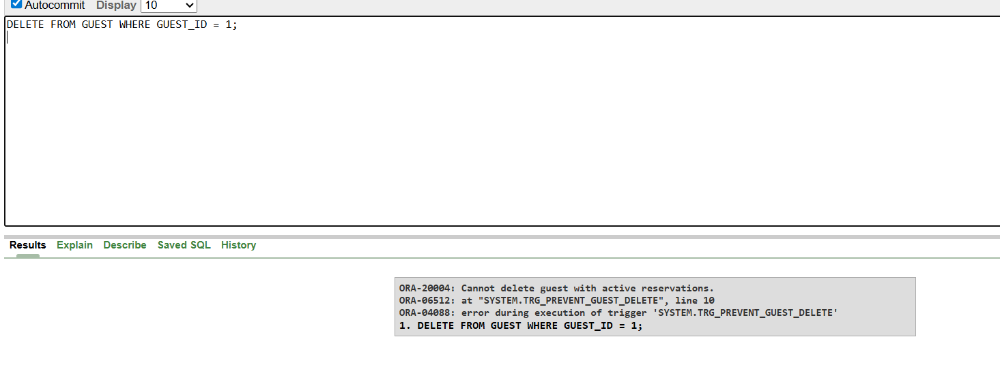 Autocommit Display 10
DELETE FROM GUEST WHERE GUEST_ID = 1;
Results Explain Describe Saved SQL History
ORA-20004: Cannot delete guest with active reservations.
ORA-06512: at "SYSTEM.TRG_PREVENT_GUEST_DELETE", line 10
ORA-04088: error during execution of trigger 'SYSTEM.TRG_PREVENT_GUEST_DELETE'
1. DELETE FROM GUEST WHERE GUEST_ID = 1;